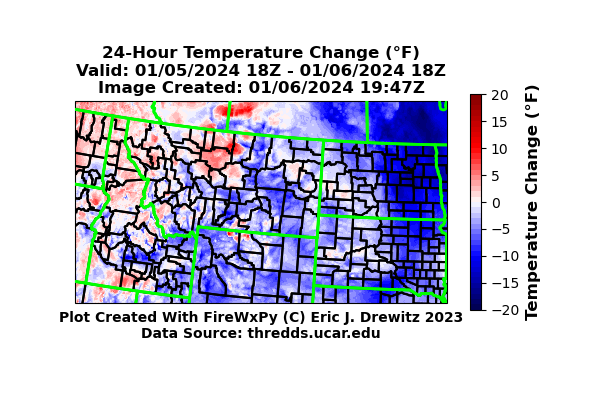 24-Hour Temperature Change (°F)
Valid: 01/05/2024 18Z - 01/06/2024 18Z
Image Created: 01/06/2024 19:47Z
20
15
10
5
0
−5
−10
−15
−20
Temperature Change (°F)
Plot Created With FireWxPy (C) Eric J. Drewitz 2023
Data Source: thredds.ucar.edu